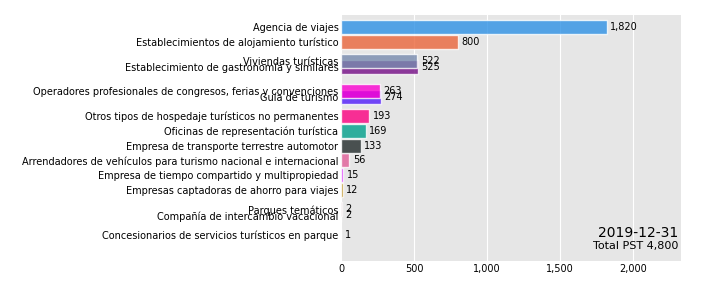 Agencia de viajes 1,820
Establecimientos de alojamiento turístico 800
Viviendas turísticas 522
Establecimiento de gastronomía y similares 525
Operadores profesionales de congresos, ferias y convenciones 263
Guia de turismo 274
Otros tipos de hospedaje turísticos no permanentes 193
Oficinas de representación turística 169
Empresa de transporte terrestre automotor 133
Arrendadores de vehículos para turismo nacional e internacional 56
Empresa de tiempo compartido y multipropiedad 15
Empresas captadoras de ahorro para viajes 12
Parques temáticos 2
Compañía de intercambio vacacional 2
Concesionarios de servicios turísticos en parque 1
2019-12-31
Total PST 4,800
0 500 1,000 1,500 2,000